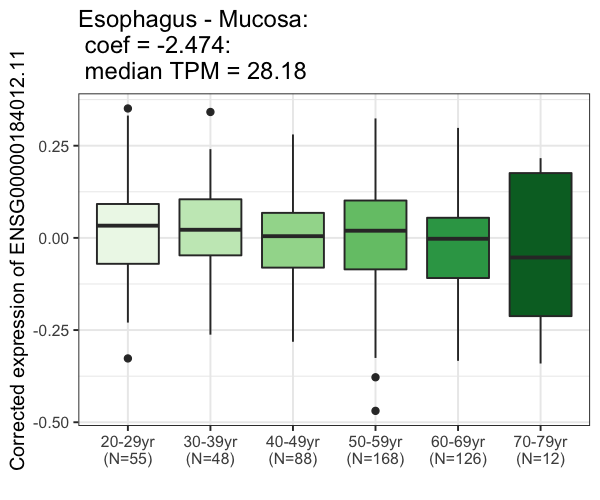 Esophagus - Mucosa:
coef = -2.474:
median TPM = 28.18
Corrected expression of ENSG00000184012.11
0.25
0.00
-0.25
-0.50
20-29yr 30-39yr 40-49yr 50-59yr 60-69yr 70-79yr
(N=55) (N=48) (N=88) (N=168) (N=126) (N=12)